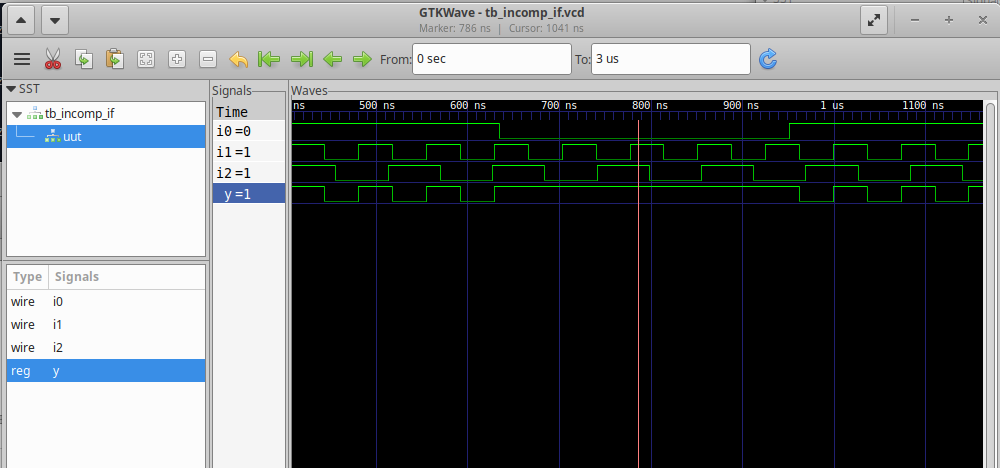 GTKWave - tb_incomp_if.vcd
Marker: 786 ns | Cursor: 1041 ns
From: 0 sec To: 3 us
SST
tb_incomp_if
uut
Type Signals
wire i0
wire i1
wire i2
reg y
Signals
Time
i0=0
i1=1
i2=1
y=1
Waves
ns 500 ns 600 ns 700 ns 800 ns 900 ns 1 us 1100 ns